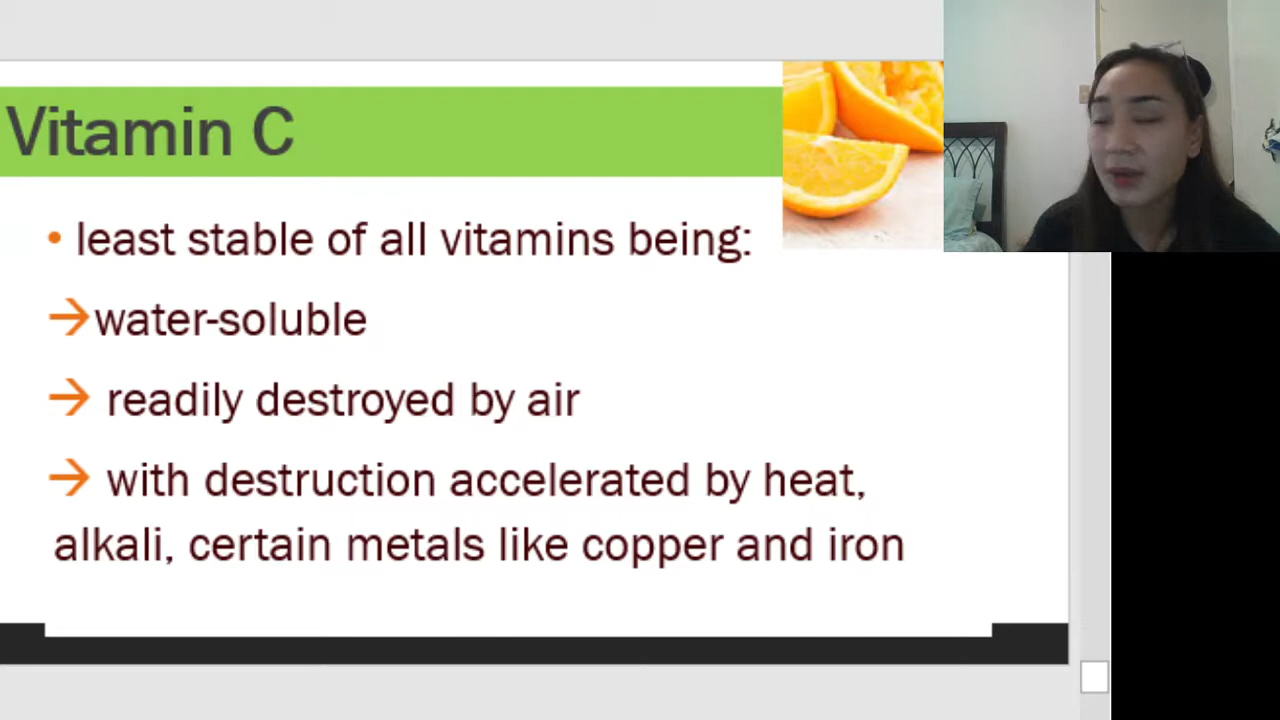 Vitamin C
• least stable of all vitamins being:
→water-soluble
→ readily destroyed by air
→ with destruction accelerated by heat,
alkali, certain metals like copper and iron